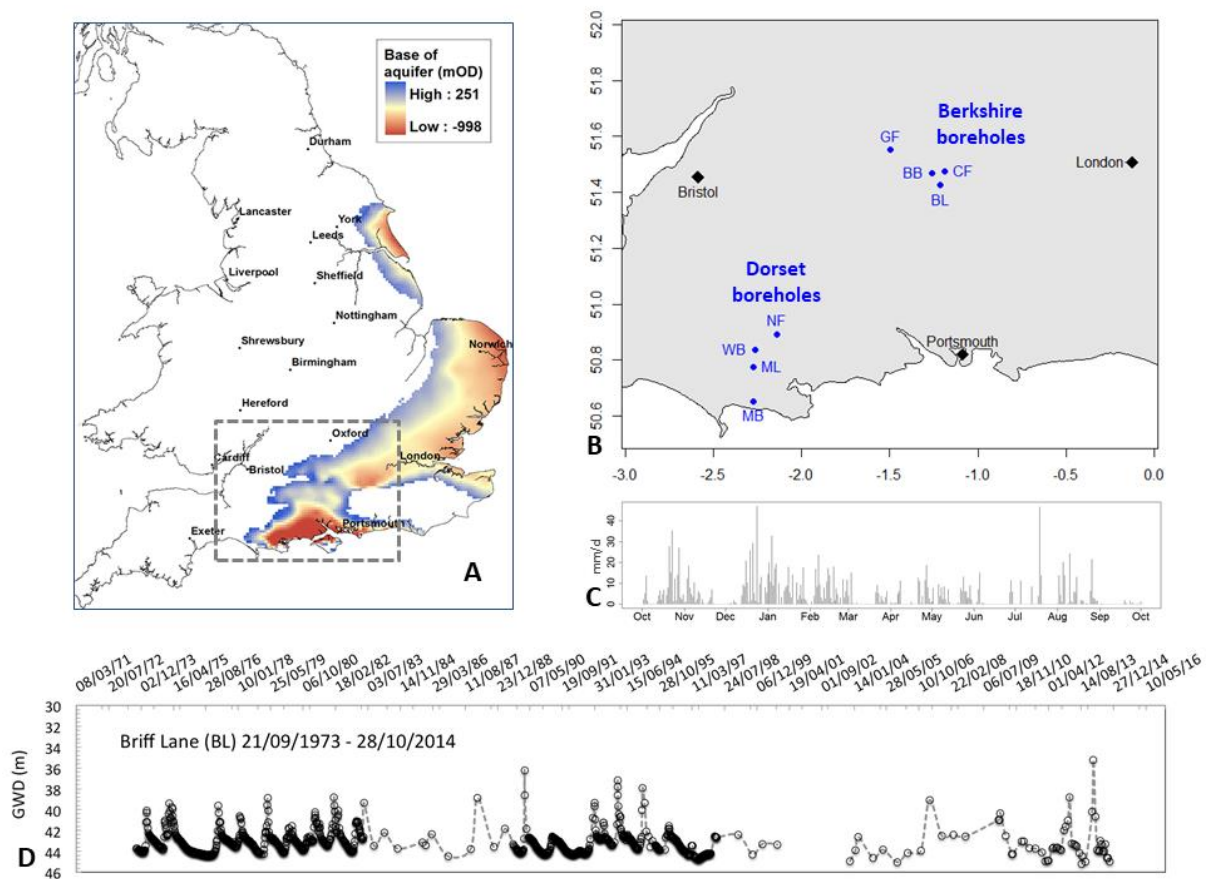 Base of
aquifer (mOD)
High : 251
Low : -998
Durham
Lancaster
York
Leeds
Liverpool
Sheffield
Nottingham
Shrewsbury
Norwich
Birmingham
Hereford
Oxford
Cardiff
London
Bristol
Portsmouth
Exeter
A
52.0
51.8
51.6
51.4
51.2
51.0
50.8
50.6
Berkshire
boreholes
GF
BB
CF
BL
London
Bristol
Dorset
boreholes
NF
WB
ML
MB
Portsmouth
B
-3.0 -2.5 -2.0 -1.5 -1.0 -0.5 0.0
mm/d
40
30
20
10
0
C
Oct Nov Dec Jan Feb Mar Apr May Jun Jul Aug Sep Oct
08/03/71 20/07/72 02/12/73 16/04/75 28/08/76 10/01/78 25/05/79 06/10/80 18/02/82 03/07/83 14/11/84 29/03/86 11/08/87 23/12/88 07/05/90 19/09/91 31/01/93 15/06/94 28/10/95 11/03/97 24/07/98 06/12/99 19/04/01 01/09/02 14/01/04 28/05/05 10/10/06 22/02/08 06/07/09 18/11/10 01/04/12 14/08/13 27/12/14 10/05/16
Briff Lane (BL) 21/09/1973 - 28/10/2014
GWD (m)
30
32
34
36
38
40
42
44
46
D